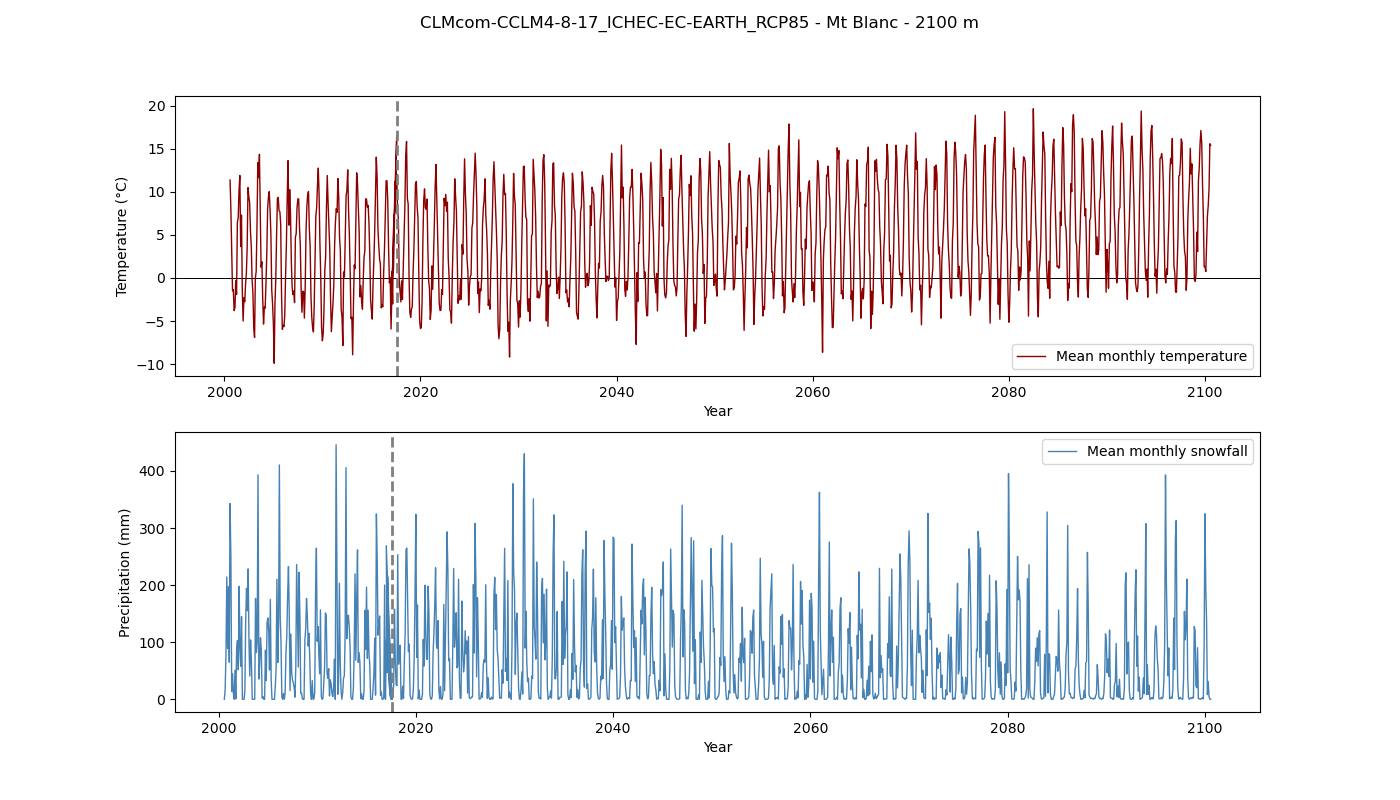 CLMcom-CCLM4-8-17_ICHEC-EC-EARTH_RCP85 - Mt Blanc - 2100 m
20
15
10
5
0
−5
−10
Temperature (°C)
Mean monthly temperature
2000 2020 2040 2060 2080 2100
Year
400
300
200
100
0
Precipitation (mm)
Mean monthly snowfall
2000 2020 2040 2060 2080 2100
Year